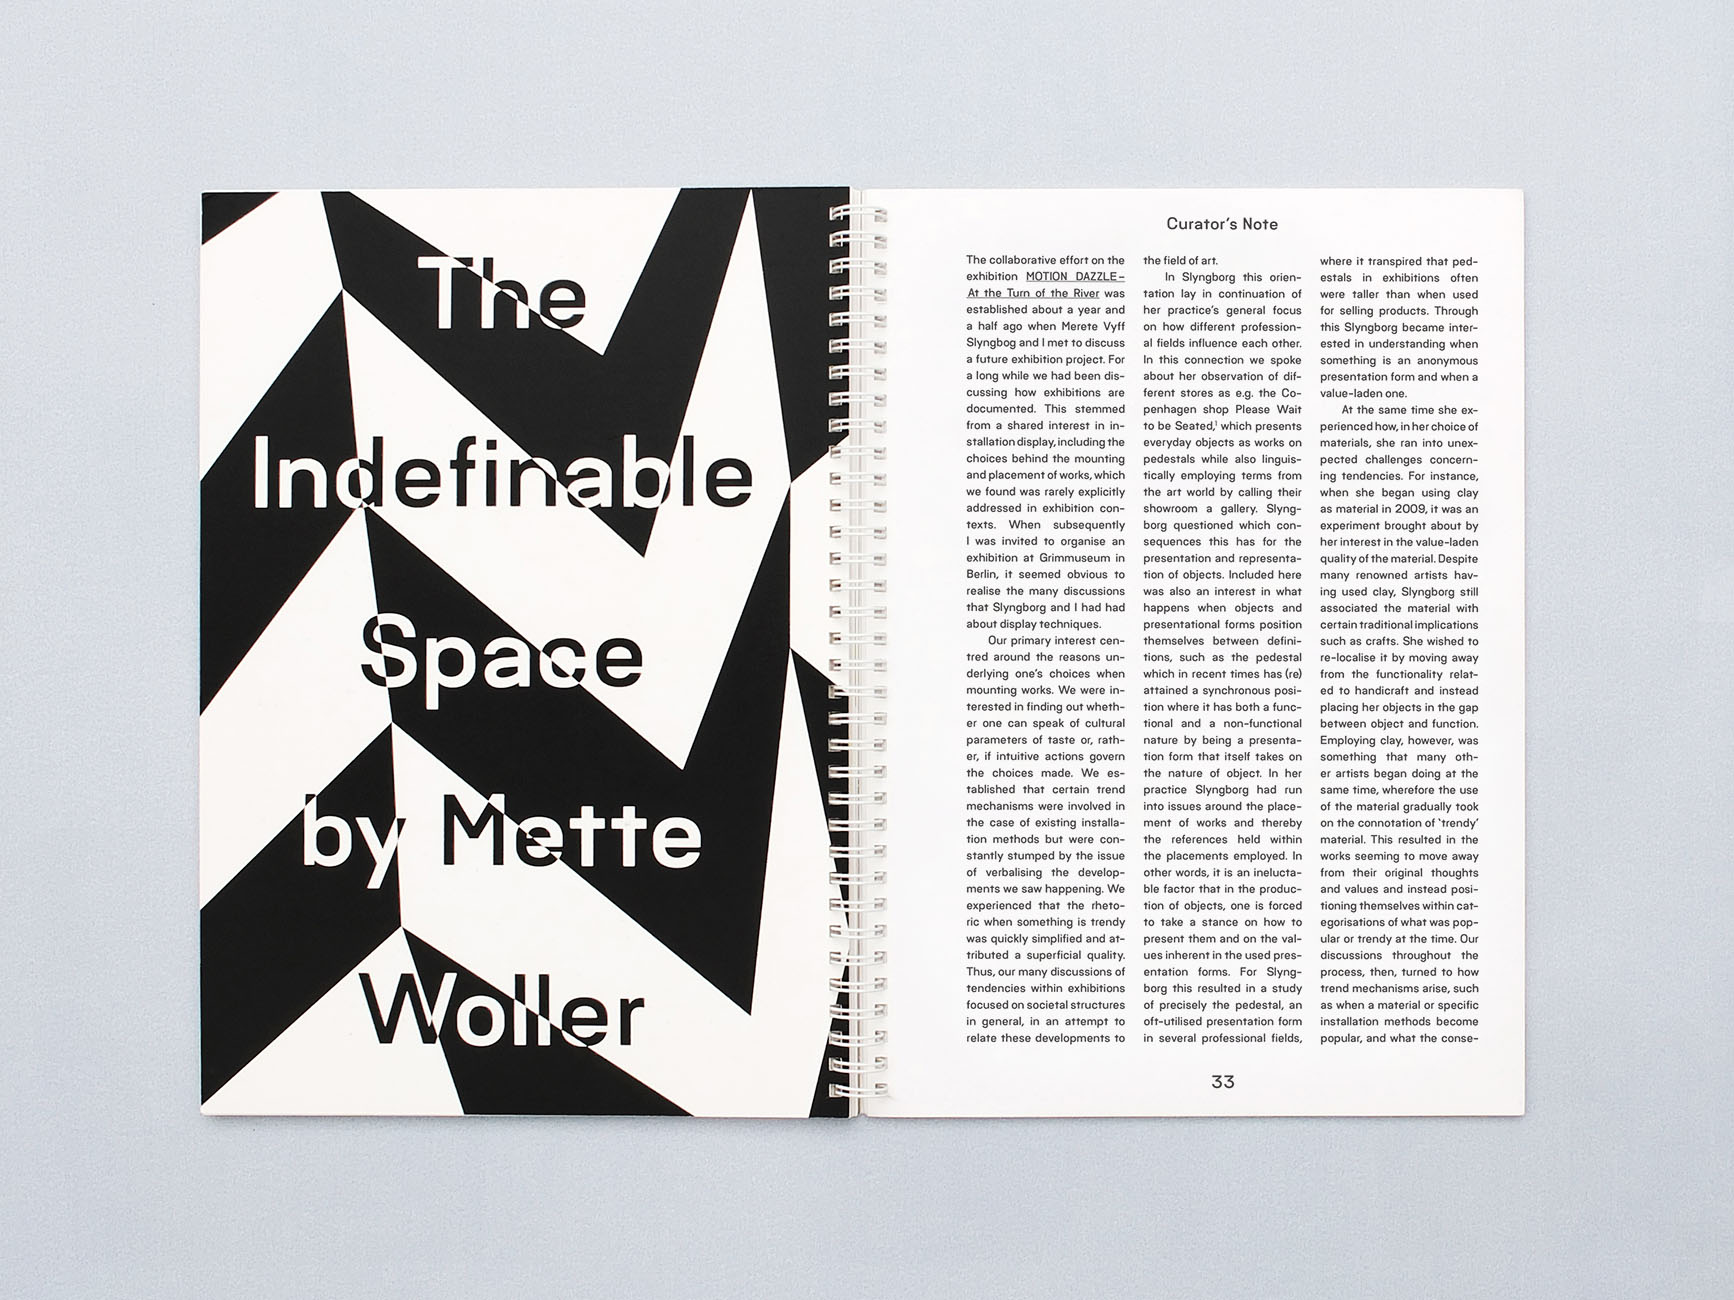 The
Indefinable
Space
by Mette
Woller
Curator's Note
The collaborative effort on the
exhibition MOTION DAZZLE–
At the Turn of the River was
established about a year and
a half ago when Merete Vyff
Slyngbog and I met to discuss
a future exhibition project. For
a long while we had been dis-
cussing how exhibitions are
documented. This stemmed
from a shared interest in in-
stallation display, including the
choices behind the mounting
and placement of works, which
we found was rarely explicitly
addressed in exhibition con-
texts. When subsequently
I was invited to organise an
exhibition at Grimmuseum in
Berlin, it seemed obvious to
realise the many discussions
that Slyngborg and I had had
about display techniques.
Our primary interest cen-
tred around the reasons un-
derlying one's choices when
mounting works. We were in-
terested in finding out wheth-
er one can speak of cultural
parameters of taste or, rath-
er, if intuitive actions govern
the choices made. We es-
tablished that certain trend
mechanisms were involved in
the case of existing installa-
tion methods but were con-
stantly stumped by the issue
of verbalising the develop-
ments we saw happening. We
experienced that the rheto-
ric when something is trendy
was quickly simplified and at-
tributed a superficial quality.
Thus, our many discussions of
tendencies within exhibitions
focused on societal structures
in general, in an attempt to
relate these developments to
the field of art.
In Slyngborg this orien-
tation lay in continuation of
her practice's general focus
on how different profession-
al fields influence each other.
In this connection we spoke
about her observation of dif-
ferent stores as e.g. the Co-
penhagen shop Please Wait
to be Seated,¹ which presents
everyday objects as works on
pedestals while also linguis-
tically employing terms from
the art world by calling their
showroom a gallery. Slyng-
borg questioned which con-
sequences this has for the
presentation and representa-
tion of objects. Included here
was also an interest in what
happens when objects and
presentational forms position
themselves between defini-
tions, such as the pedestal
which in recent times has (re)
attained a synchronous posi-
tion where it has both a func-
tional and a non-functional
nature by being a presenta-
tion form that itself takes on
the nature of object. In her
practice Slyngborg had run
into issues around the place-
ment of works and thereby
the references held within
the placements employed. In
other words, it is an inelucta-
ble factor that in the produc-
tion of objects, one is forced
to take a stance on how to
present them and on the val-
ues inherent in the used pres-
entation forms. For Slyng-
borg this resulted in a study
of precisely the pedestal, an
oft-utilised presentation form
in several professional fields,
where it transpired that ped-
estals in exhibitions often
were taller than when used
for selling products. Through
this Slyngborg became inter-
ested in understanding when
something is an anonymous
presentation form and when a
value-laden one.
At the same time she ex-
perienced how, in her choice of
materials, she ran into unex-
pected challenges concern-
ing tendencies. For instance,
when she began using clay
as material in 2009, it was an
experiment brought about by
her interest in the value-laden
quality of the material. Despite
many renowned artists hav-
ing used clay, Slyngborg still
associated the material with
certain traditional implications
such as crafts. She wished to
re-localise it by moving away
from the functionality relat-
ed to handicraft and instead
placing her objects in the gap
between object and function.
Employing clay, however, was
something that many oth-
er artists began doing at the
same time, wherefore the use
of the material gradually took
on the connotation of 'trendy'
material. This resulted in the
works seeming to move away
from their original thoughts
and values and instead posi-
tioning themselves within cat-
egorisations of what was pop-
ular or trendy at the time. Our
discussions throughout the
process, then, turned to how
trend mechanisms arise, such
as when a material or specific
installation methods become
popular, and what the conse-
33